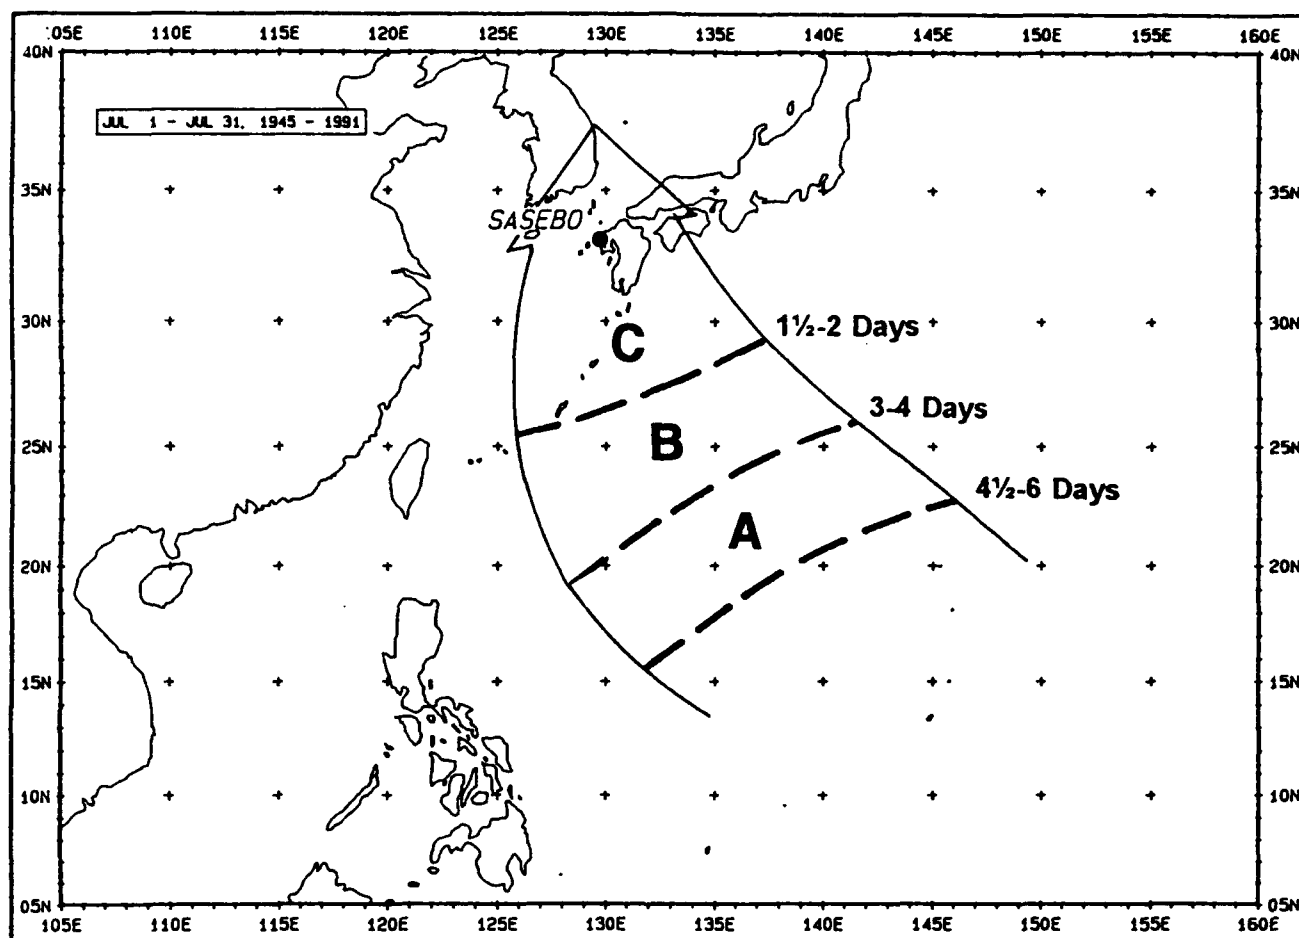 :05E 110E 115E 120E 125E 130E 135E 140E 145E 150E 155E 160E
40N 40N
JUL 1 - JUL 31, 1945 - 1991
35N 35N
SASEBO
30N 1½-2 Days 30N
C
3-4 Days
25N B 25N
4½-6 Days
A
20N 20N
15N 15N
10N 10N
05N 05N
105E 110E 115E 120E 125E 130E 135E 140E 145E 150E 155E 160E